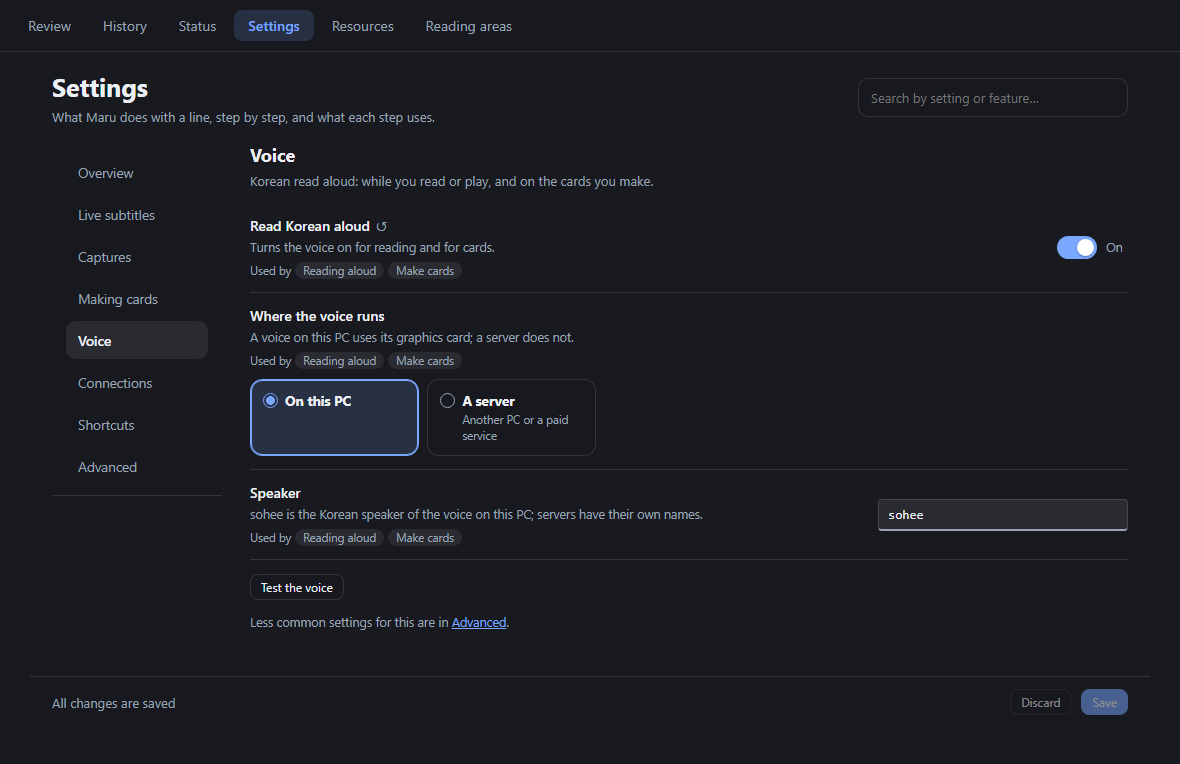 Review History Status Settings Resources Reading areas
Settings
Search by setting or feature...
What Maru does with a line, step by step, and what each step uses.
Overview
Live subtitles
Captures
Making cards
Voice
Connections
Shortcuts
Advanced
Voice
Korean read aloud: while you read or play, and on the cards you make.
Read Korean aloud ↺
Turns the voice on for reading and for cards.
On
Used by Reading aloud Make cards
Where the voice runs
A voice on this PC uses its graphics card; a server does not.
Used by Reading aloud Make cards
On this PC
A server
Another PC or a paid
service
Speaker
sohee is the Korean speaker of the voice on this PC; servers have their own names.
sohee
Used by Reading aloud Make cards
Test the voice
Less common settings for this are in Advanced.
All changes are saved
Discard Save